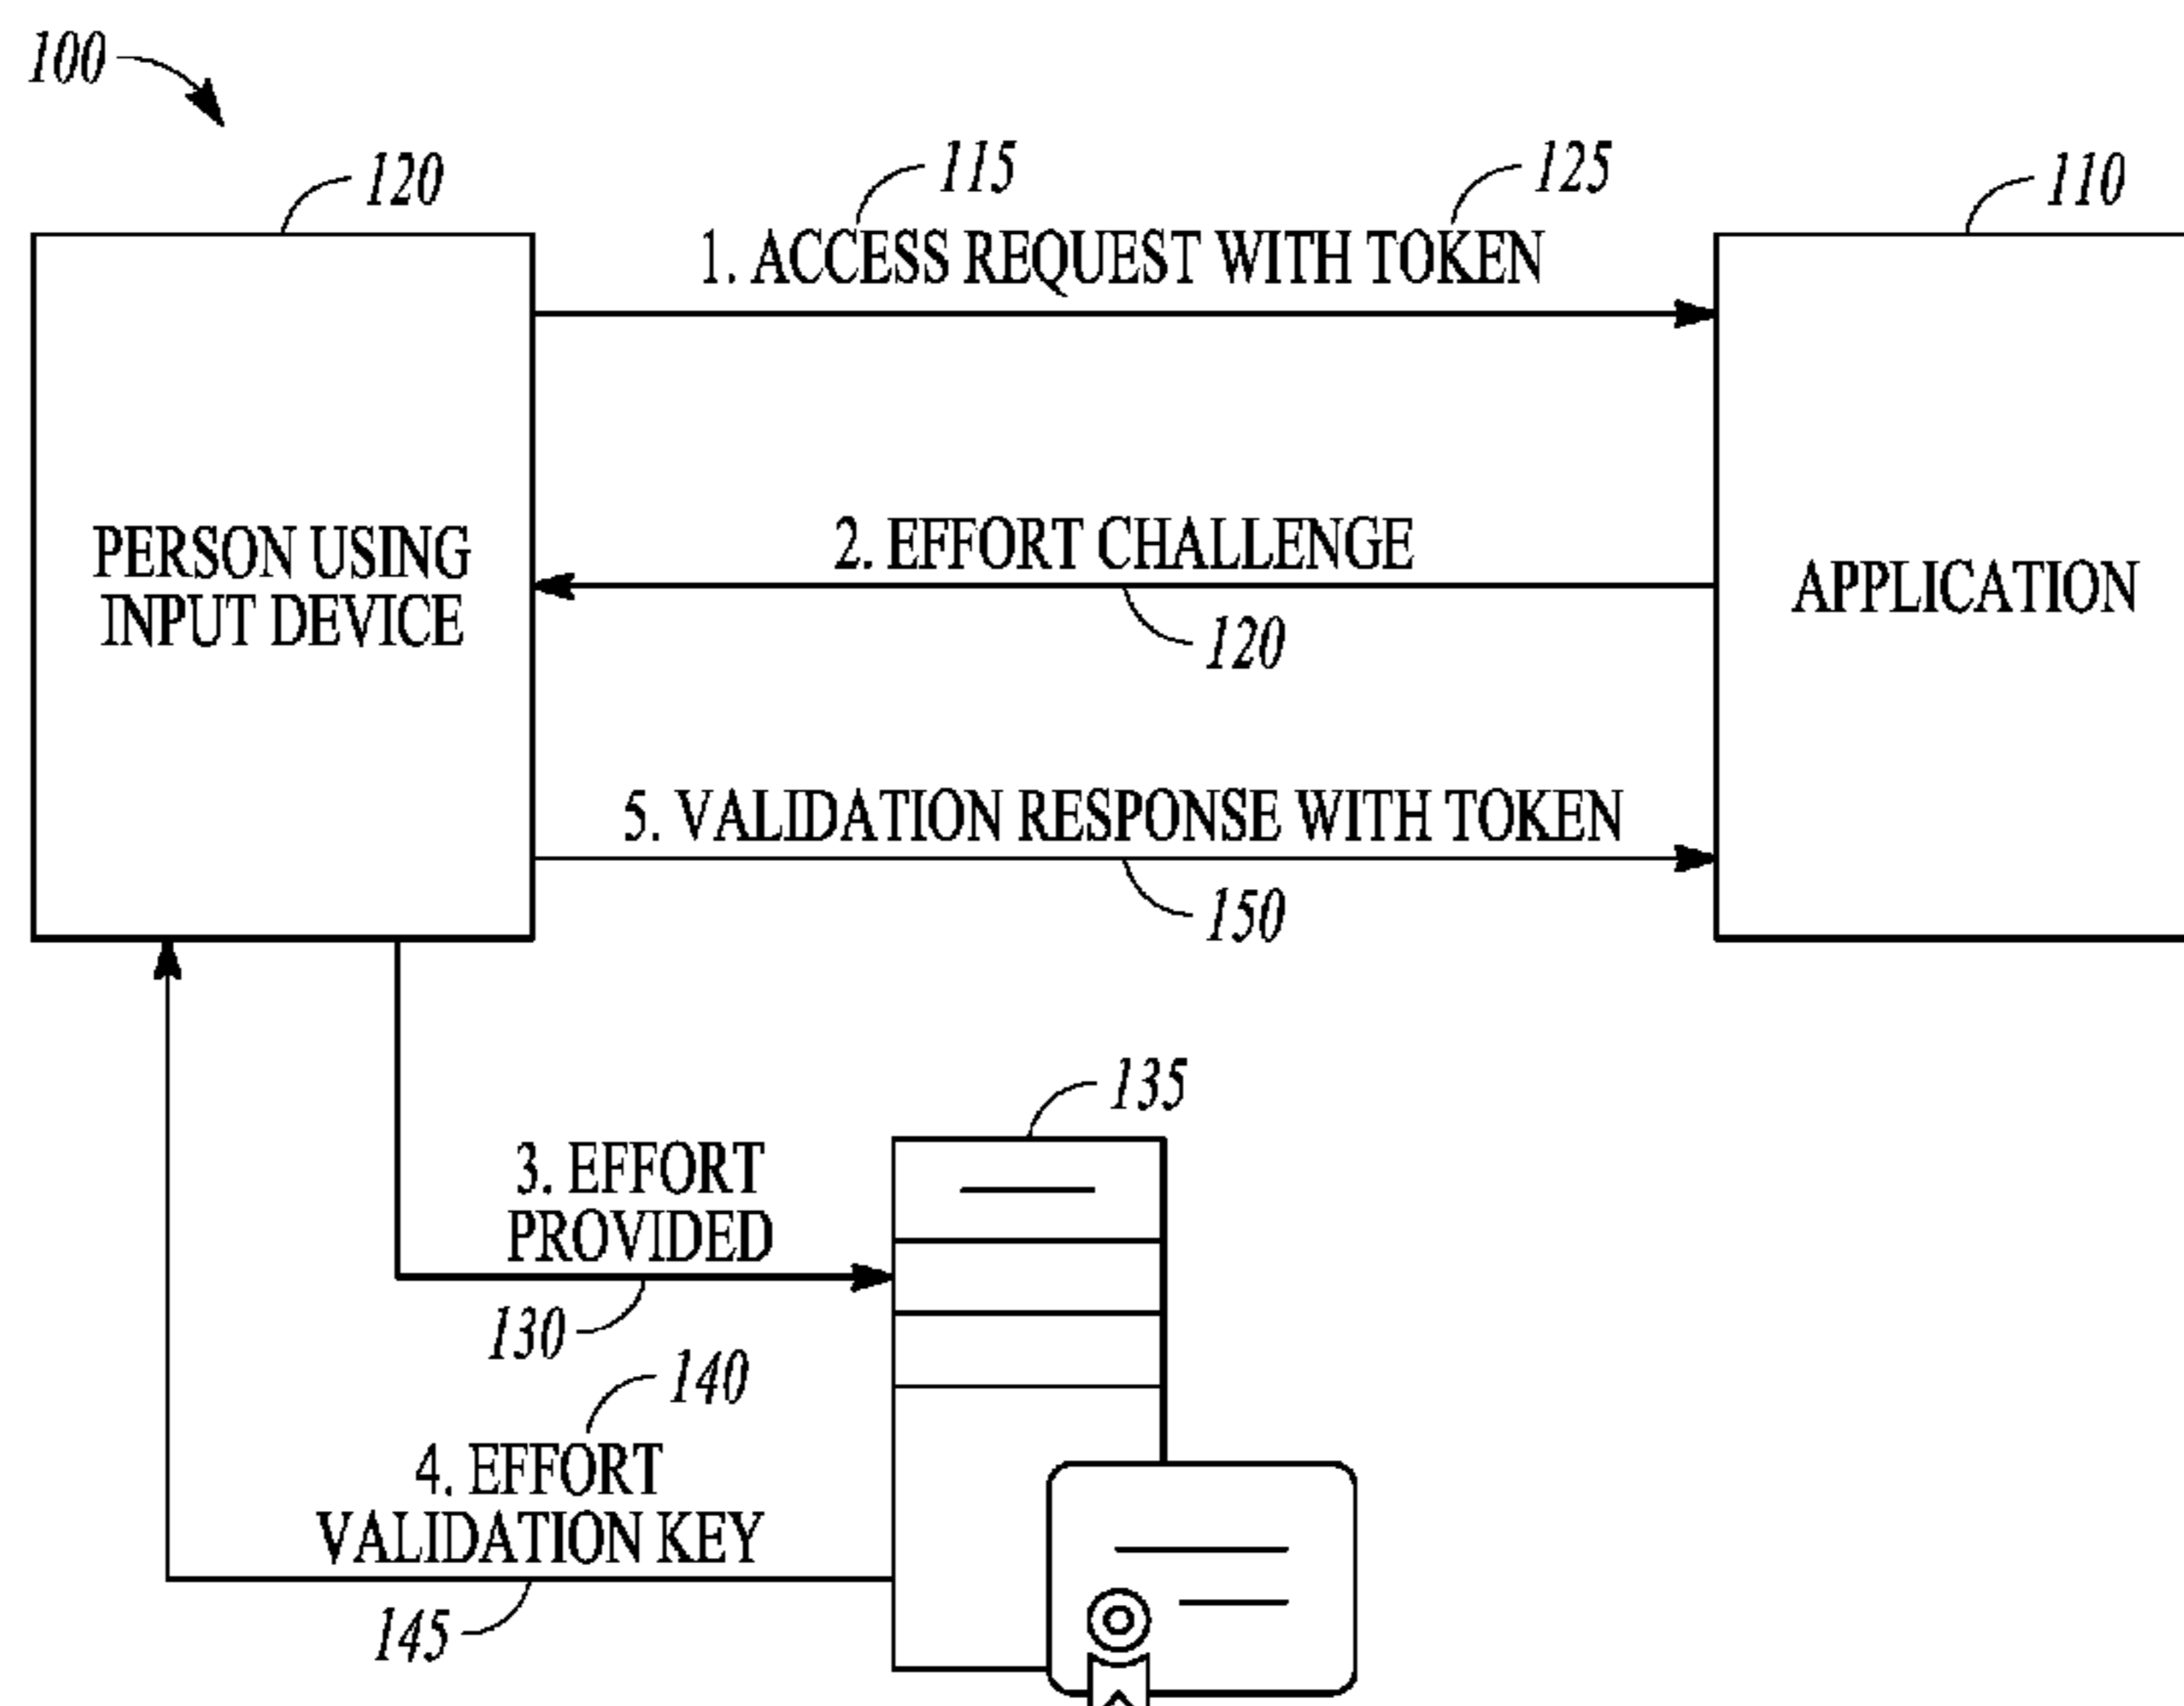 100
120
115
125
110
1. ACCESS REQUEST WITH TOKEN
2. EFFORT CHALLENGE
120
PERSON USING
INPUT DEVICE
APPLICATION
5. VALIDATION RESPONSE WITH TOKEN
150
135
3. EFFORT
PROVIDED
130
140
4. EFFORT
VALIDATION KEY
145